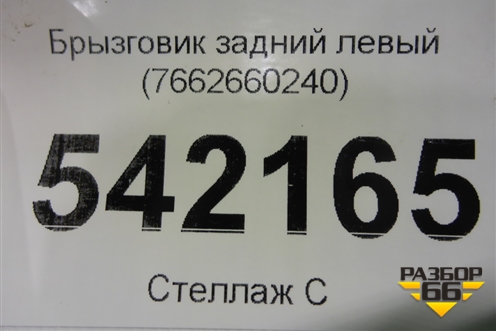 Брызговик задний левый
(7662660240)
542165
Стеллаж С
РАЗБОР
66